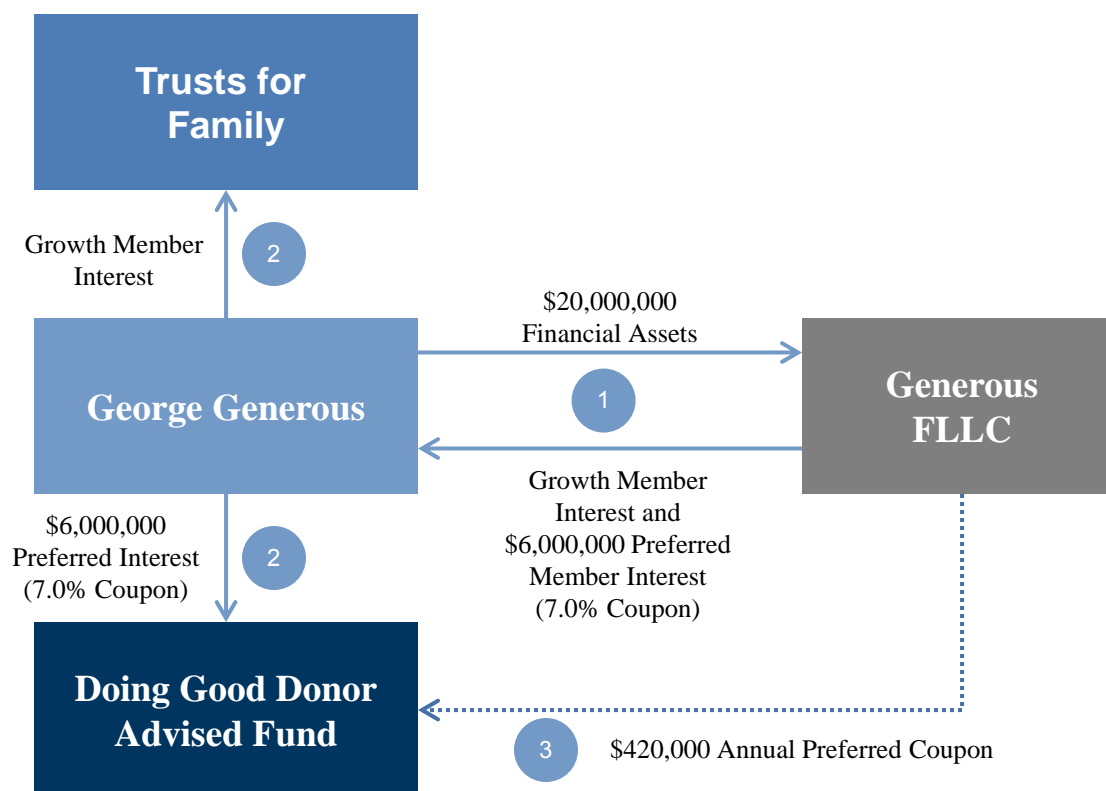 Trusts for
Family
Growth Member
Interest
2
$20,000,000
Financial Assets
George Generous
1
Generous
FLLC
Growth Member
Interest and
$6,000,000 Preferred
Member Interest
(7.0% Coupon)
$6,000,000
Preferred Interest
(7.0% Coupon)
2
Doing Good Donor
Advised Fund
3
$420,000 Annual Preferred Coupon